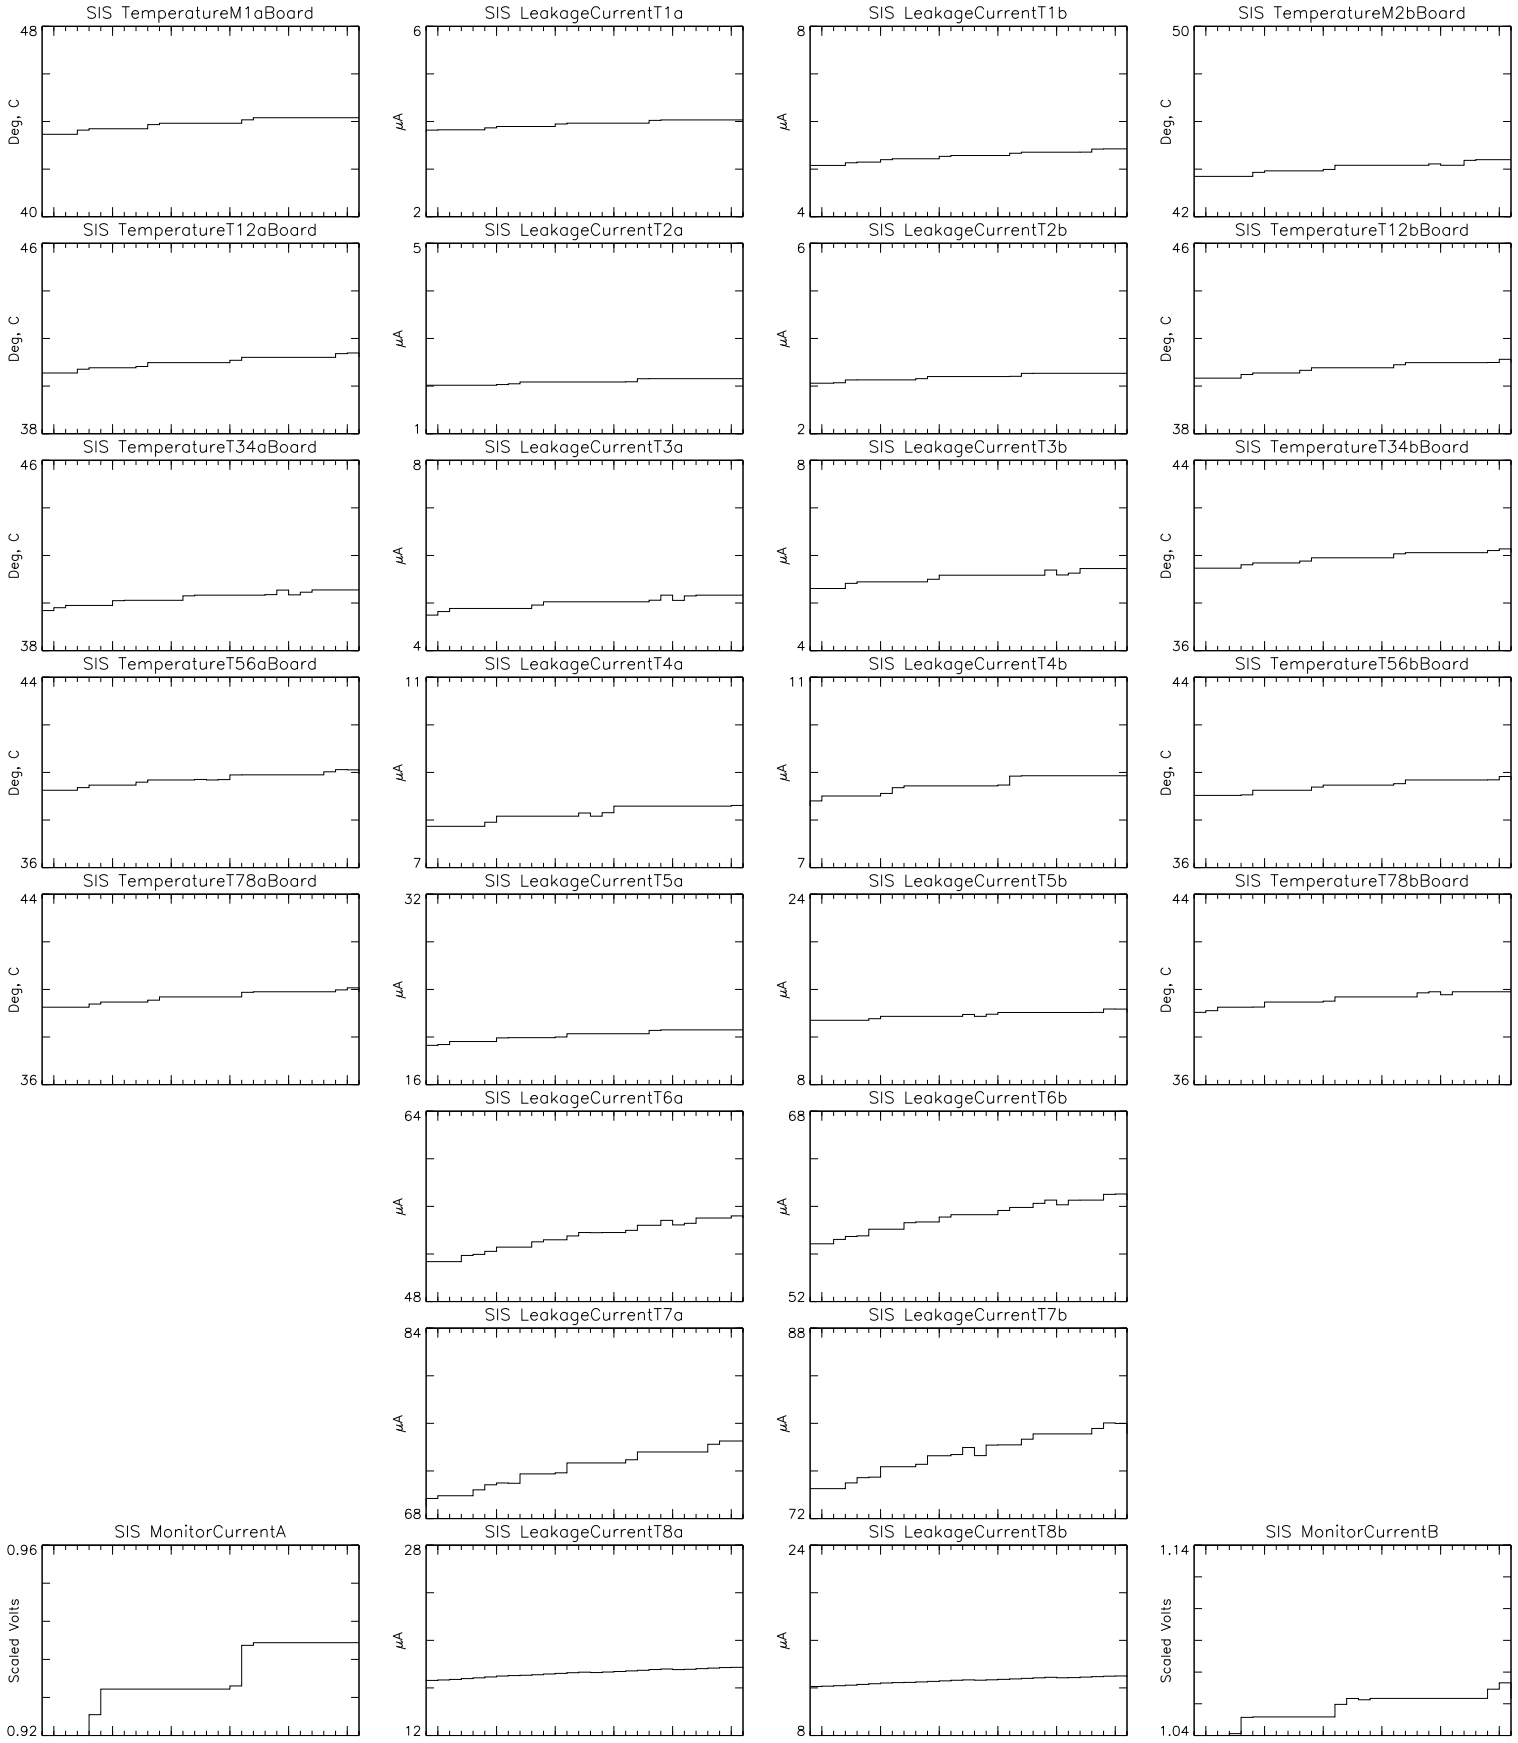 SIS TemperatureM1aBoard SIS LeakageCurrentT1a SIS LeakageCurrentT1b SIS TemperatureM2bBoard
48 6 8 50
Deg, C µA µA Deg, C
40 2 4 42
SIS TemperatureT12aBoard SIS LeakageCurrentT2a SIS LeakageCurrentT2b SIS TemperatureT12bBoard
46 5 6 46
Deg, C µA µA Deg, C
38 1 2 38
SIS TemperatureT34aBoard SIS LeakageCurrentT3a SIS LeakageCurrentT3b SIS TemperatureT34bBoard
46 8 8 44
Deg, C µA µA Deg, C
38 4 4 36
SIS TemperatureT56aBoard SIS LeakageCurrentT4a SIS LeakageCurrentT4b SIS TemperatureT56bBoard
44 11 11 44
Deg, C µA µA Deg, C
36 7 7 36
SIS TemperatureT78aBoard SIS LeakageCurrentT5a SIS LeakageCurrentT5b SIS TemperatureT78bBoard
44 32 24 44
Deg, C µA µA Deg, C
36 16 8 36
SIS LeakageCurrentT6a SIS LeakageCurrentT6b
64 68
µA µA
48 52
SIS LeakageCurrentT7a SIS LeakageCurrentT7b
84 88
µA µA
68 72
SIS MonitorCurrentA SIS LeakageCurrentT8a SIS LeakageCurrentT8b SIS MonitorCurrentB
0.96 28 24 1.14
Scaled Volts µA µA Scaled Volts
0.92 12 8 1.04